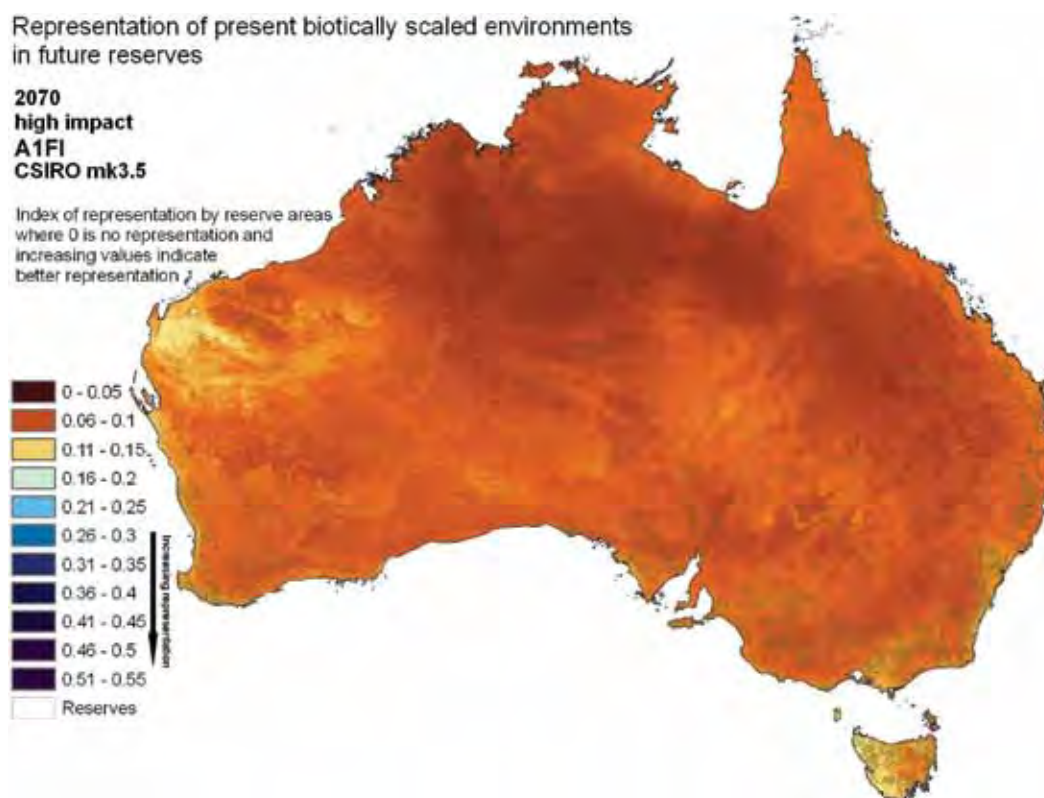 Representation of present biotically scaled environments
in future reserves
2070
high impact
A1FI
CSIRO mk3.5
Index of representation by reserve areas
where 0 is no representation and
increasing values indicate
better representation
0 - 0.05
0.06 - 0.1
0.11 - 0.15
0.16 - 0.2
0.21 - 0.25
0.26 - 0.3
0.31 - 0.35
0.36 - 0.4
0.41 - 0.45
0.46 - 0.5
0.51 - 0.55
Reserves
Increasing representation